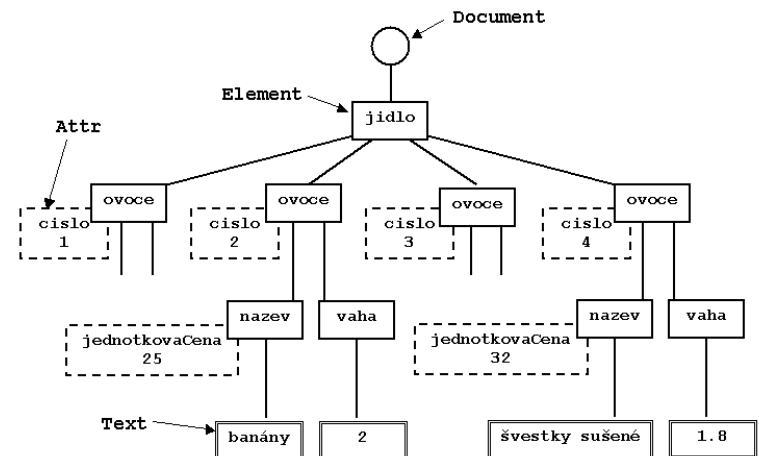 Document
Element
jidlo
Attr
ovoce
ovoce
ovoce
ovoce
cislo
1
cislo
2
cislo
3
cislo
4
nazev
vaha
nazev
vaha
jednotkovaCena
25
jednotkovaCena
32
Text
banány
2
švestky sušené
1.8